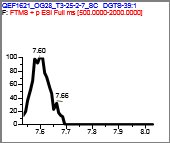 QEF1621_OG28_T3-25-2-7_SC DGT8-39:1
F: FTMS + p ESI Full ms [500.0000-2000.0000]
7.60
100
80
7.66
60
40
20
0
7.6 7.7 7.8 7.9 8.0